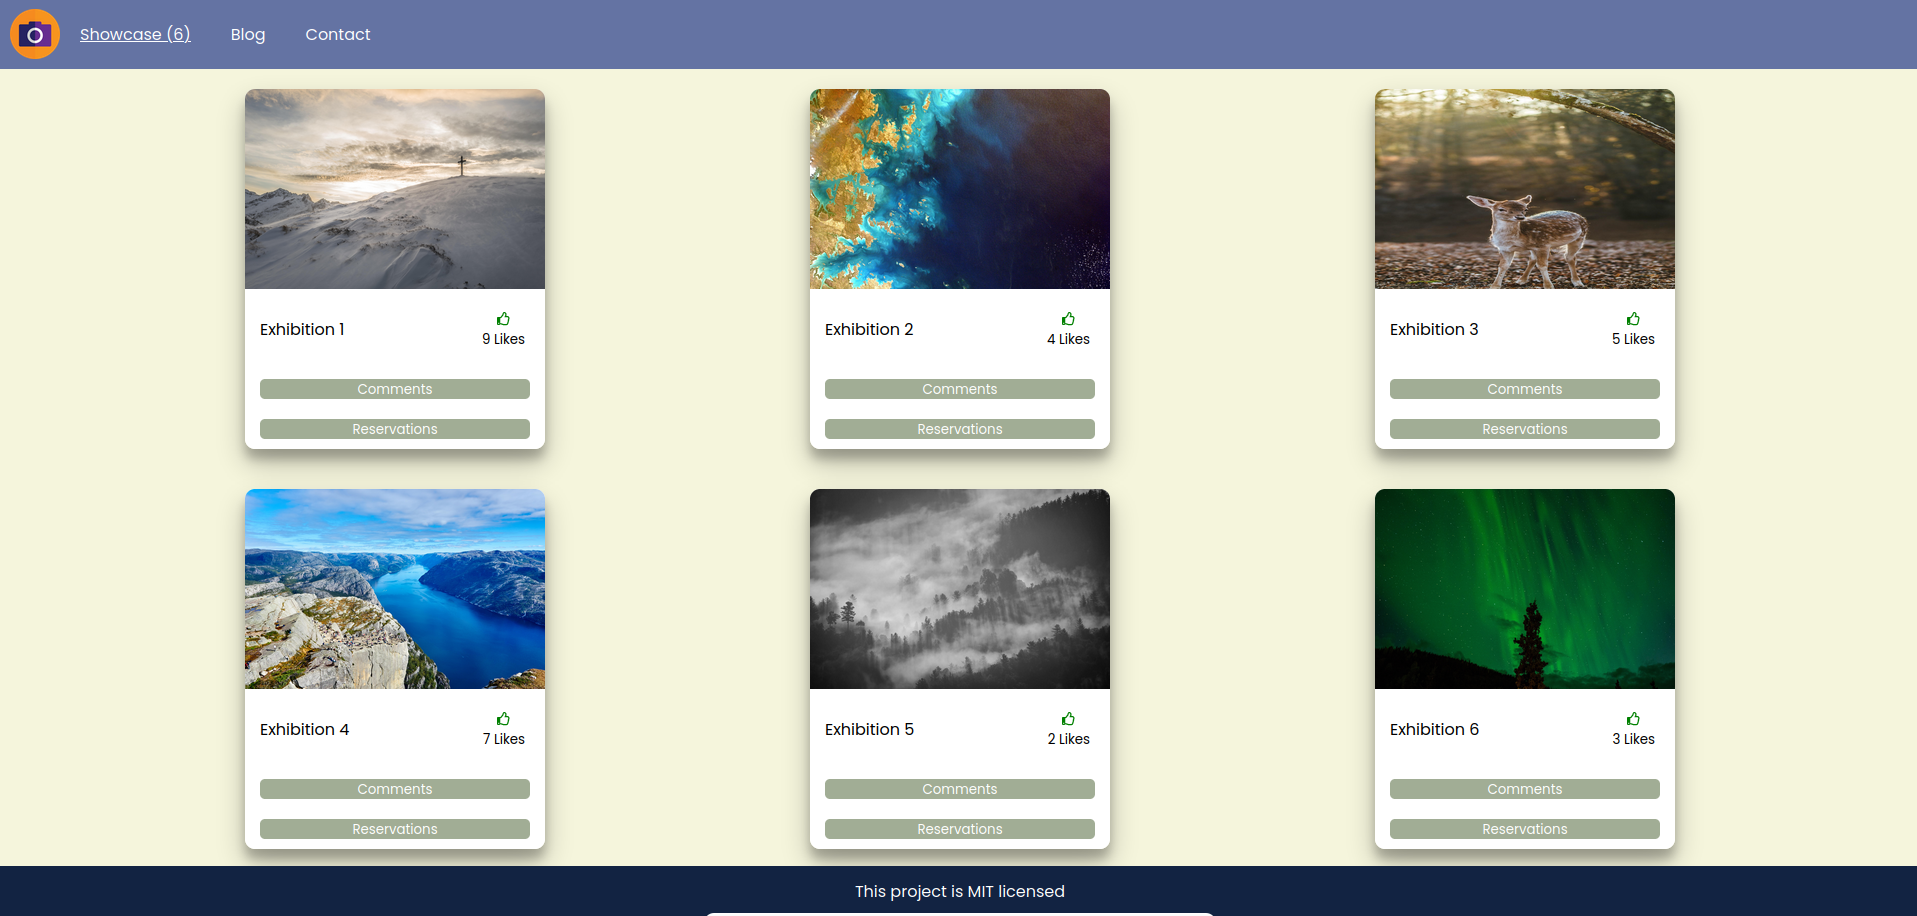 Showcase (6) Blog Contact
Exhibition 1
9 Likes
Comments
Reservations
Exhibition 2
4 Likes
Comments
Reservations
Exhibition 3
5 Likes
Comments
Reservations
Exhibition 4
7 Likes
Comments
Reservations
Exhibition 5
2 Likes
Comments
Reservations
Exhibition 6
3 Likes
Comments
Reservations
This project is MIT licensed